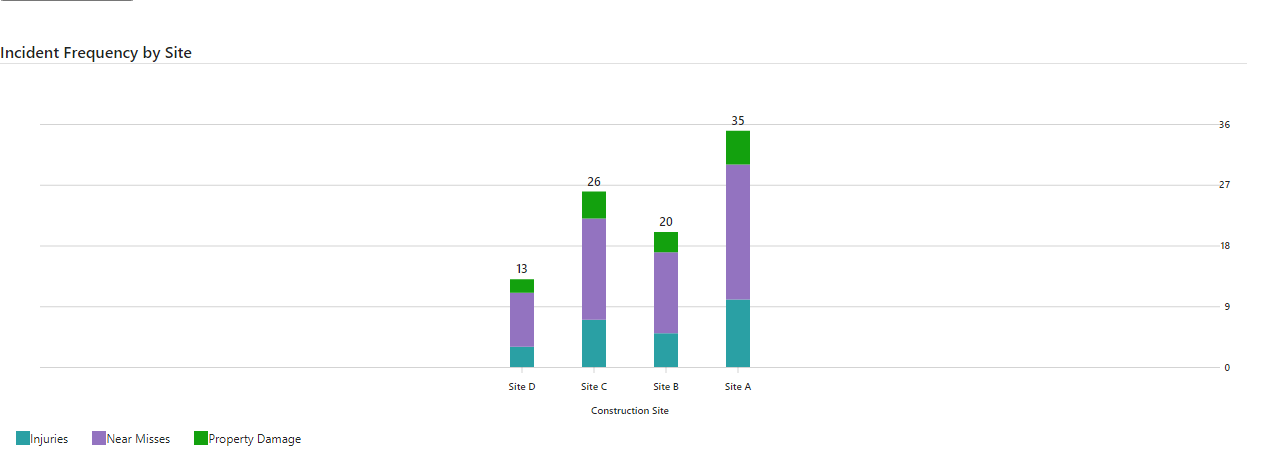 Incident Frequency by Site
35
36
26
27
20
18
13
9
0
Site D Site C Site B Site A
Construction Site
Injuries Near Misses Property Damage